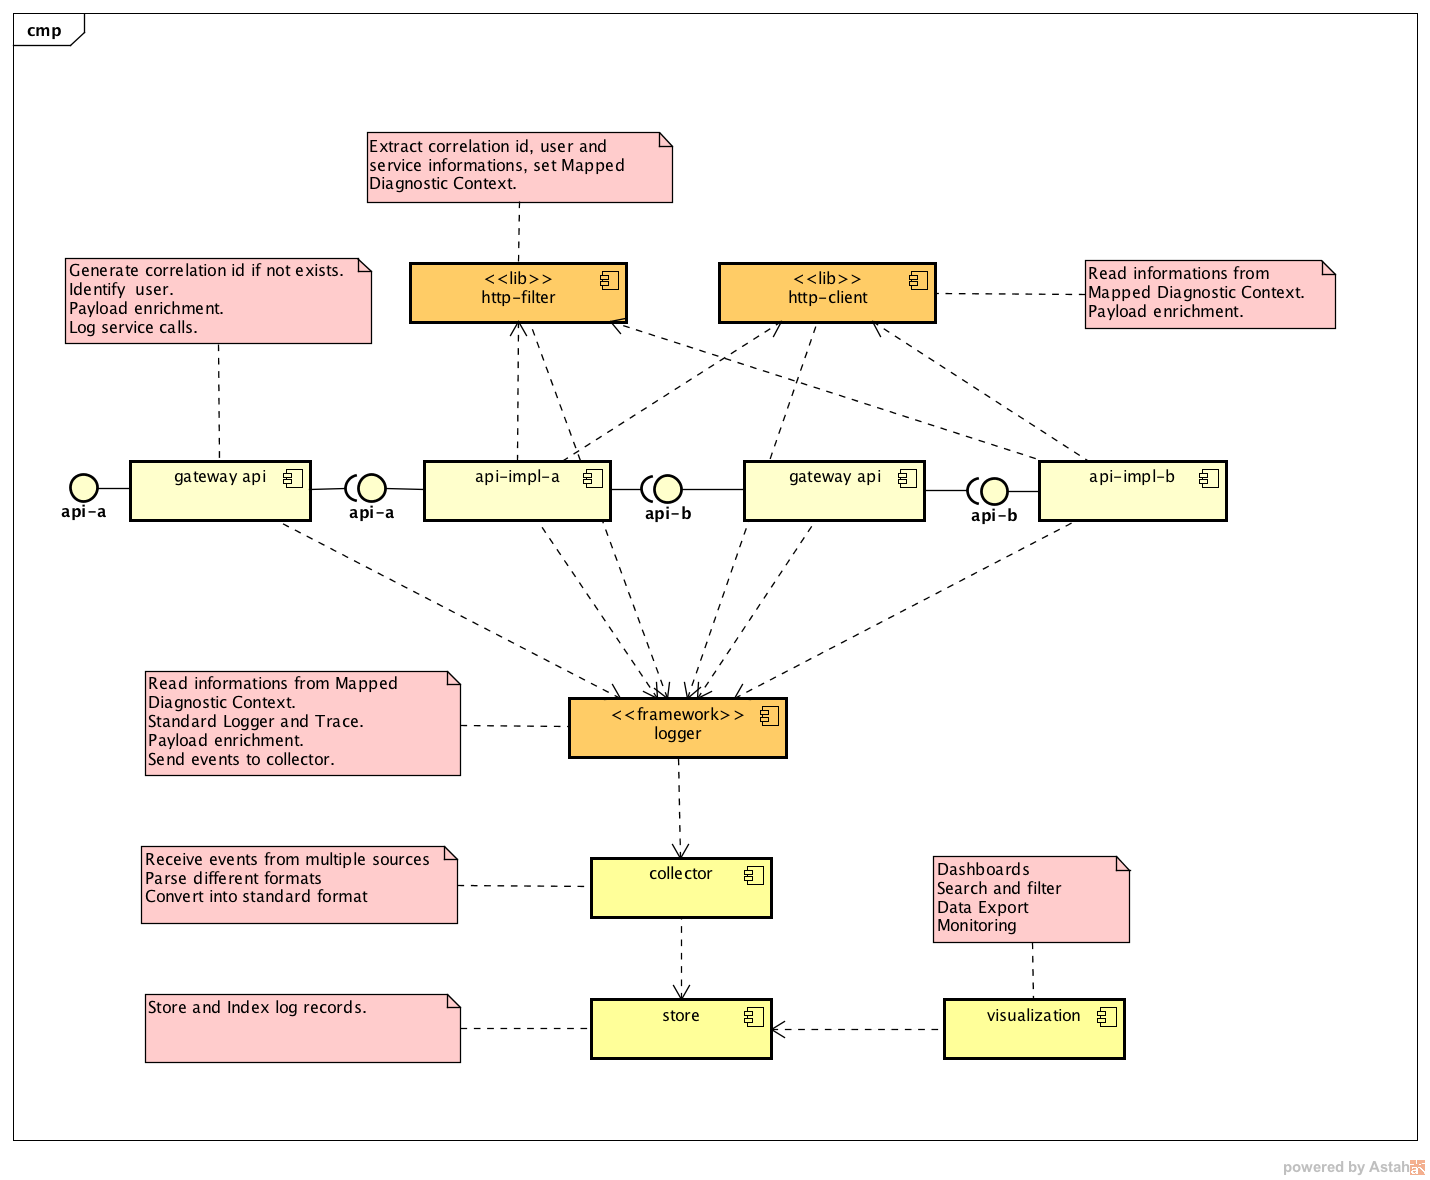 cmp
Extract correlation id, user and
service informations, set Mapped
Diagnostic Context.
Generate correlation id if not exists.
Identify  user.
Payload enrichment.
Log service calls.
<<lib>>
http-filter
<<lib>>
http-client
Read informations from
Mapped Diagnostic Context.
Payload enrichment.
api-a
gateway api
api-a
api-impl-a
api-b
gateway api
api-b
api-impl-b
Read informations from Mapped
Diagnostic Context.
Standard Logger and Trace.
Payload enrichment.
Send events to collector.
<<framework>>
logger
Receive events from multiple sources
Parse different formats
Convert into standard format
collector
Dashboards
Search and filter
Data Export
Monitoring
Store and Index log records.
store
visualization
powered by Astah